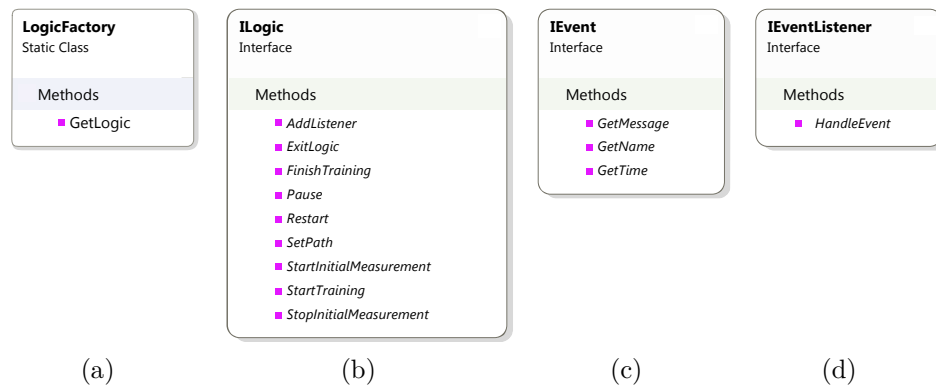 LogicFactory
Static Class
Methods
GetLogic
(a)
ILogic
Interface
Methods
AddListener
ExitLogic
FinishTraining
Pause
Restart
SetPath
StartInitialMeasurement
StartTraining
StopInitialMeasurement
(b)
IEvent
Interface
Methods
GetMessage
GetName
GetTime
(c)
IEventListener
Interface
Methods
HandleEvent
(d)